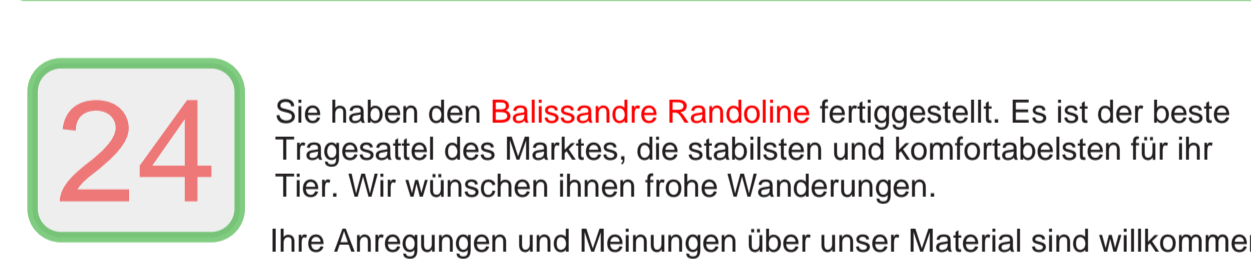 24
Sie haben den Balissandre Randoline fertiggestellt. Es ist der beste
Tragesattel des Marktes, die stabilsten und komfortabelsten für ihr
Tier. Wir wünschen ihnen frohe Wanderungen.
Ihre Anregungen und Meinungen über unser Material sind willkommen